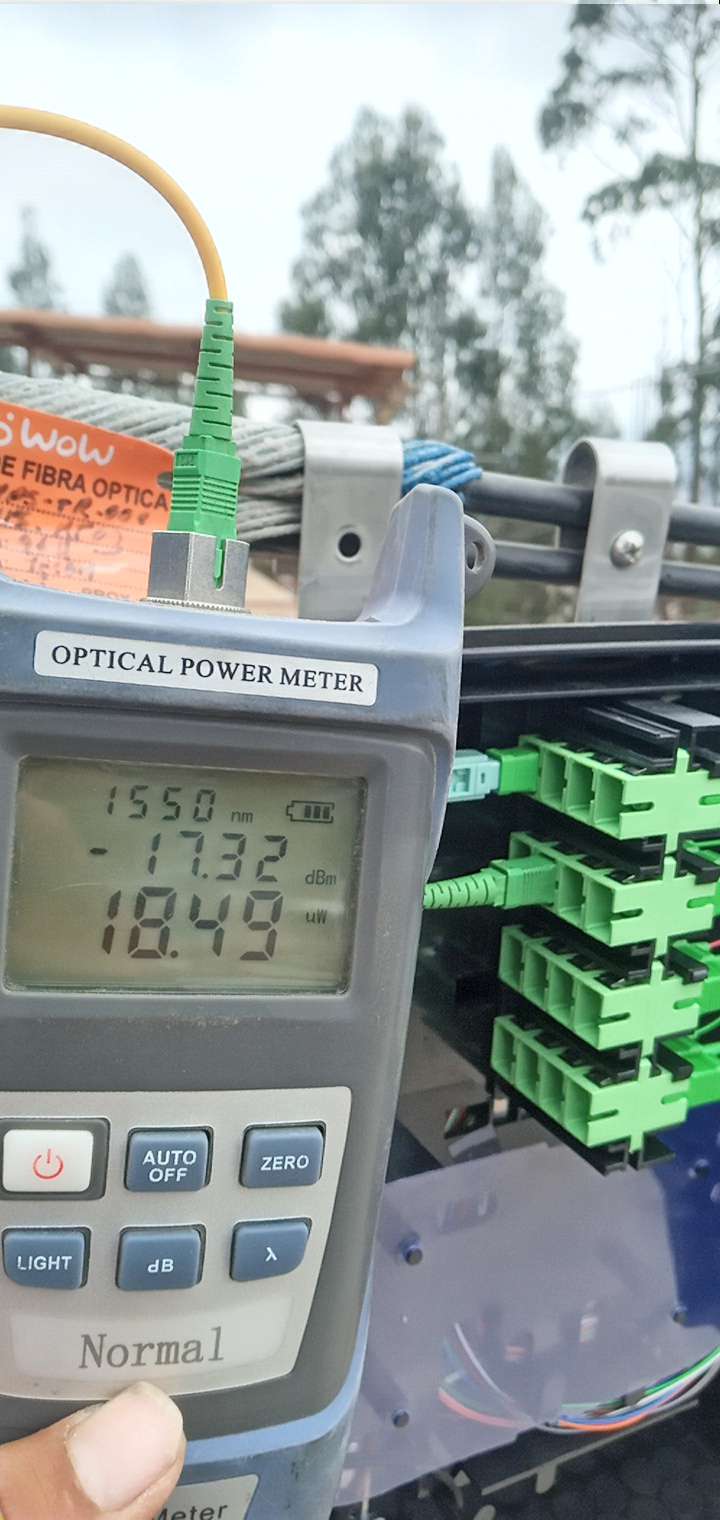 WOW
DE FIBRA OPTICA
OPTICAL POWER METER
1550 nm
-17.32 dBm
18.49 uW
AUTO OFF
ZERO
LIGHT
dB
λ
Normal
Meter